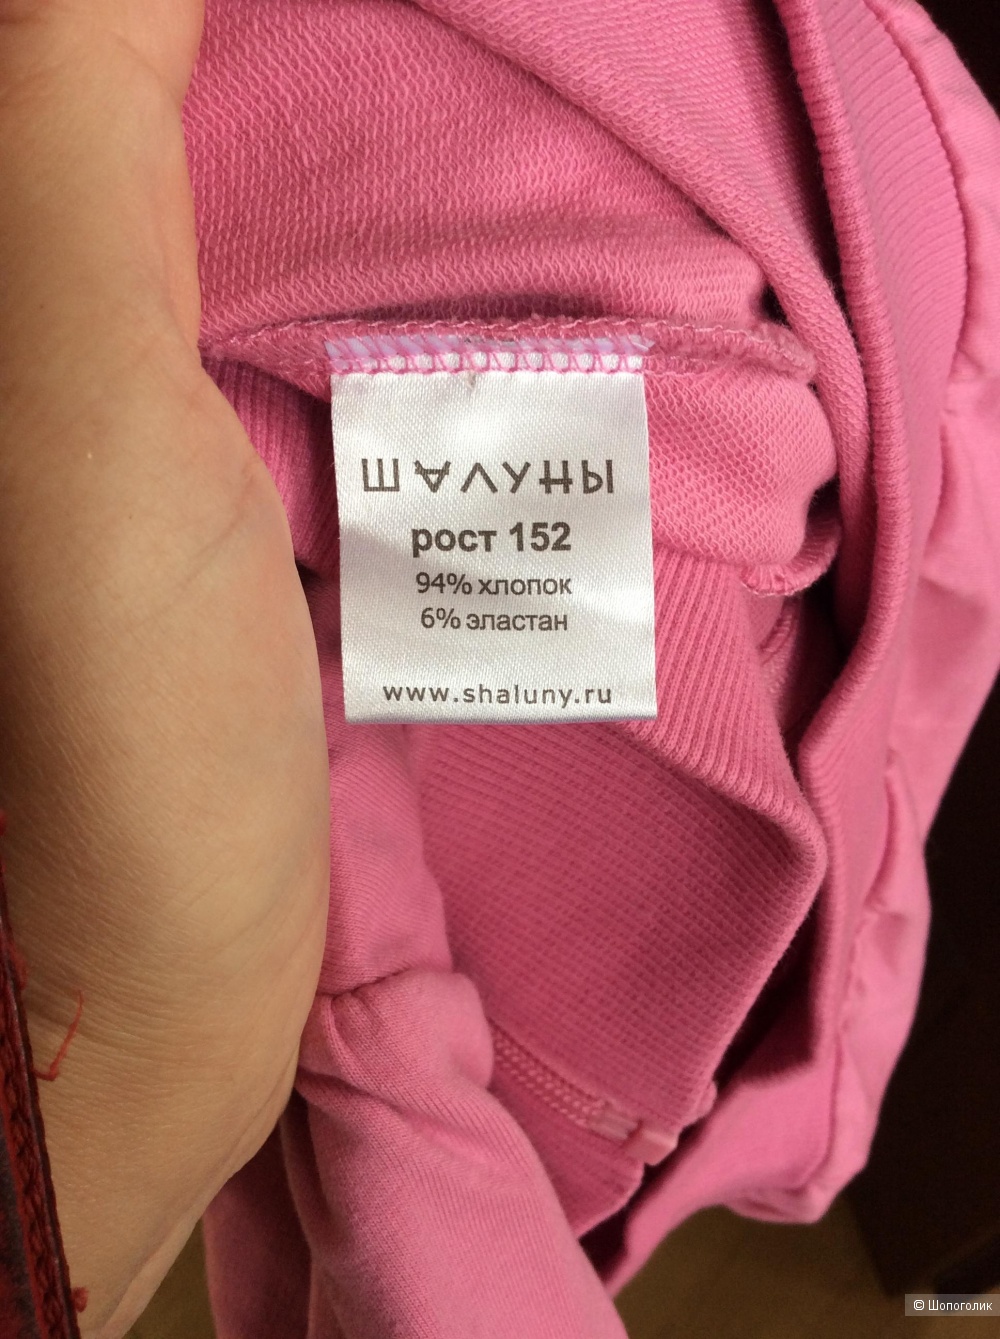 ШАЛУНЫ
рост 152
94% хлопок
6% эластан
www.shaluny.ru
© Шопоголик